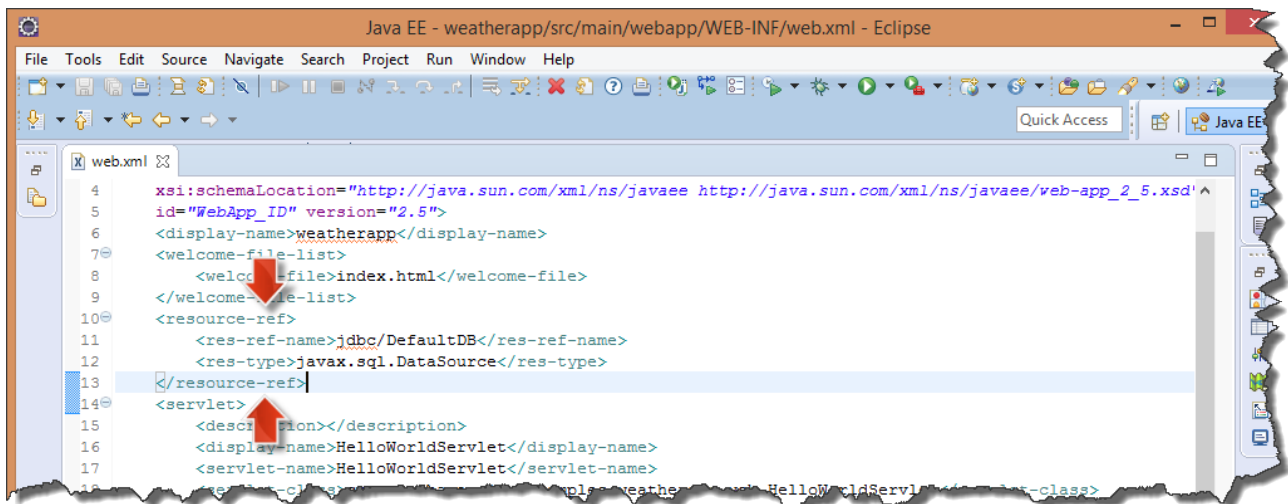 Java EE - weatherapp/src/main/webapp/WEB-INF/web.xml - Eclipse
File Tools Edit Source Navigate Search Project Run Window Help
Quick Access Java EE
web.xml
4 xsi:schemaLocation="http://java.sun.com/xml/ns/javaee http://java.sun.com/xml/ns/javaee/web-app_2_5.xsd"
5 id="WebApp_ID" version="2.5">
6 <display-name>weatherapp</display-name>
7 <welcome-file-list>
8 <welcome-file>index.html</welcome-file>
9 </welcome-file-list>
10 <resource-ref>
11 <res-ref-name>jdbc/DefaultDB</res-ref-name>
12 <res-type>javax.sql.DataSource</res-type>
13 </resource-ref>
14 <servlet>
15 <description></description>
16 <display-name>HelloWorldServlet</display-name>
17 <servlet-name>HelloWorldServlet</servlet-name>